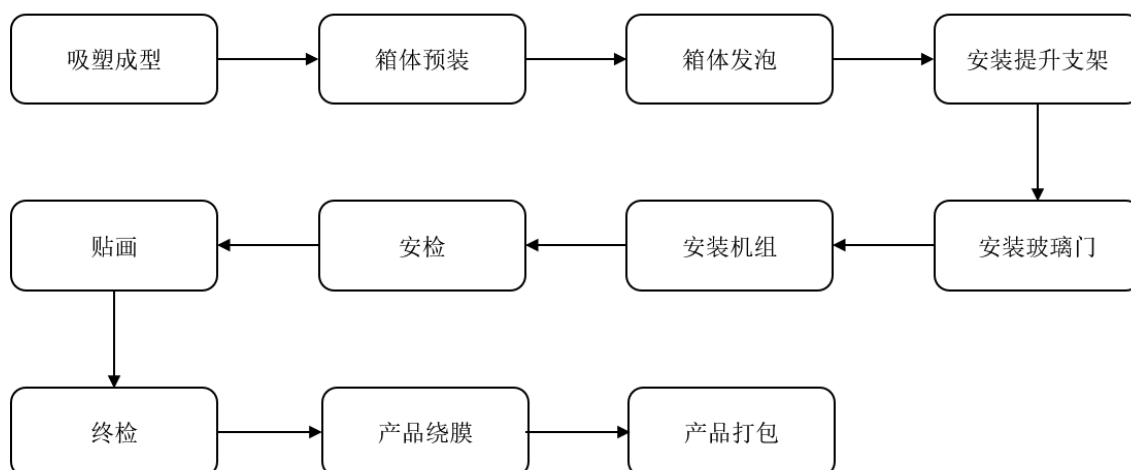 吸塑成型
箱体预装
箱体发泡
安装提升支架
安装玻璃门
安装机组
安检
贴画
终检
产品绕膜
产品打包